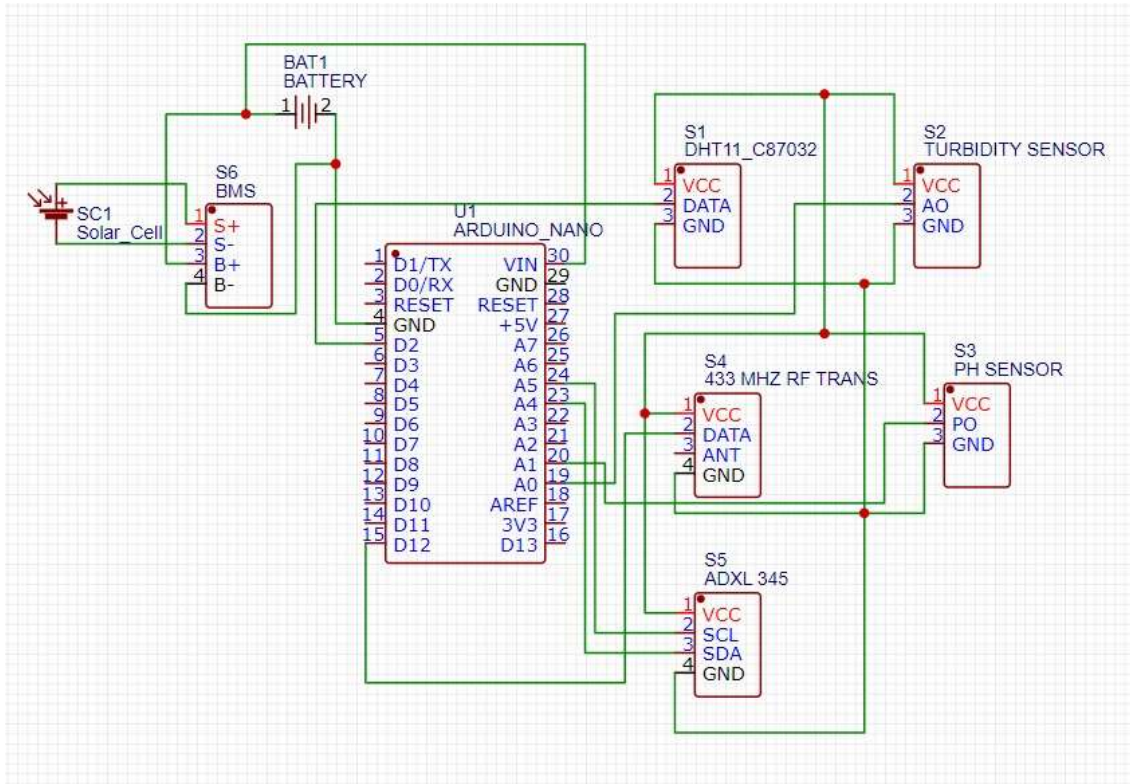 BAT1
BATTERY
1 2
S6
BMS
1 S+
2 S-
3 B+
4 B-
+
SC1
Solar_Cell
U1
ARDUINO_NANO
1 D1/TX VIN 30
2 D0/RX GND 29
3 RESET RESET 28
4 GND +5V 27
5 D2 A7 26
6 D3 A6 25
7 D4 A5 24
8 D5 A4 23
9 D6 A3 22
10 D7 A2 21
11 D8 A1 20
12 D9 A0 19
13 D10 AREF 18
14 D11 3V3 17
15 D12 D13 16
S1
DHT11_C87032
1 VCC
2 DATA
3 GND
S2
TURBIDITY SENSOR
1 VCC
2 AO
3 GND
S4
433 MHZ RF TRANS
1 VCC
2 DATA
3 ANT
4 GND
S3
PH SENSOR
1 VCC
2 PO
3 GND
S5
ADXL 345
1 VCC
2 SCL
3 SDA
4 GND